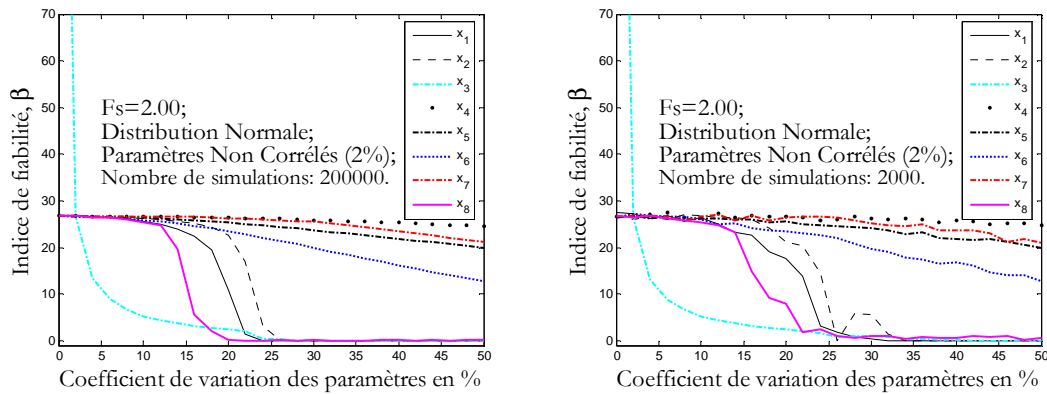 70
60
50
40
30
20
10
0
Indice de fiabilité, β
Fs=2.00;
Distribution Normale;
Paramètres Non Corrélés (2%);
Nombre de simulations: 200000.
x1
x2
x3
x4
x5
x6
x7
x8
0 5 10 15 20 25 30 35 40 45 50
Coefficient de variation des paramètres en %
70
60
50
40
30
20
10
0
Indice de fiabilité, β
Fs=2.00;
Distribution Normale;
Paramètres Non Corrélés (2%);
Nombre de simulations: 2000.
x1
x2
x3
x4
x5
x6
x7
x8
0 5 10 15 20 25 30 35 40 45 50
Coefficient de variation des paramètres en %